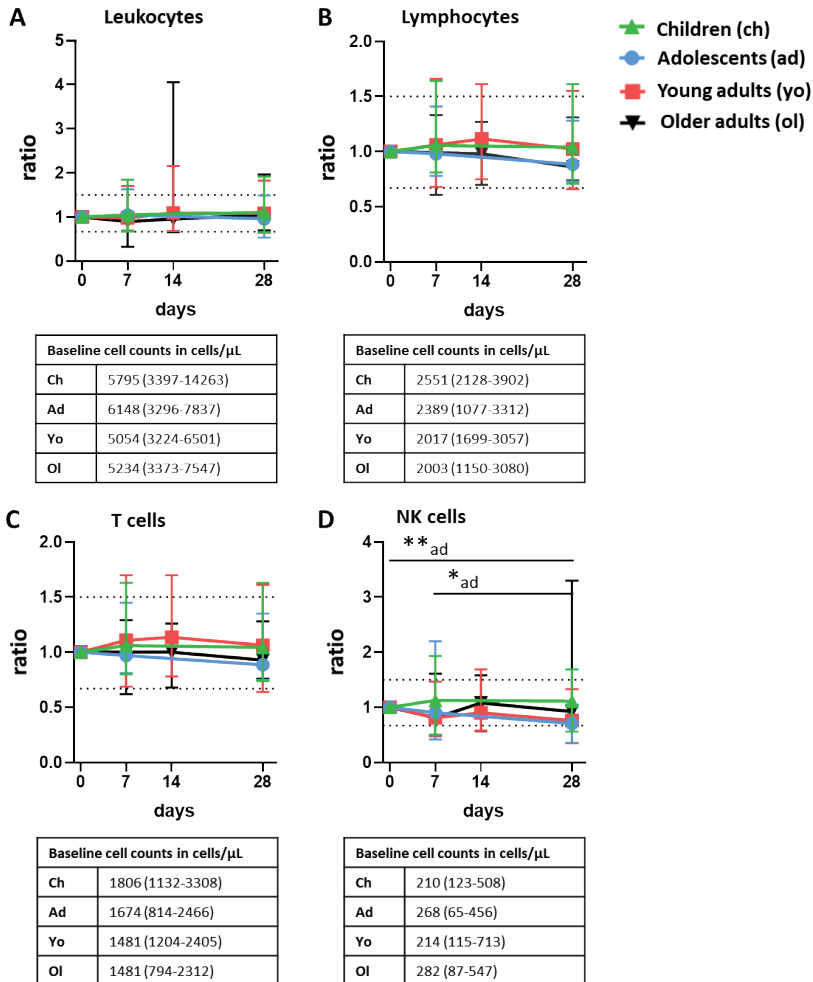 A
Leukocytes
5
4
3
2
1
0
ratio
0 7 14 28
days
Baseline cell counts in cells/µL
Ch 5795 (3397-14263)
Ad 6148 (3296-7837)
Yo 5054 (3224-6501)
Ol 5234 (3373-7547)
B
Lymphocytes
2.0
1.5
1.0
0.5
0.0
ratio
0 7 14 28
days
Baseline cell counts in cells/µL
Ch 2551 (2128-3902)
Ad 2389 (1077-3312)
Yo 2017 (1699-3057)
Ol 2003 (1150-3080)
Children (ch)
Adolescents (ad)
Young adults (yo)
Older adults (ol)
C
T cells
2.0
1.5
1.0
0.5
0.0
ratio
0 7 14 28
days
Baseline cell counts in cells/µL
Ch 1806 (1132-3308)
Ad 1674 (814-2466)
Yo 1481 (1204-2405)
Ol 1481 (794-2312)
D
NK cells
**ad
*ad
4
3
2
1
0
ratio
0 7 14 28
days
Baseline cell counts in cells/µL
Ch 210 (123-508)
Ad 268 (65-456)
Yo 214 (115-713)
Ol 282 (87-547)